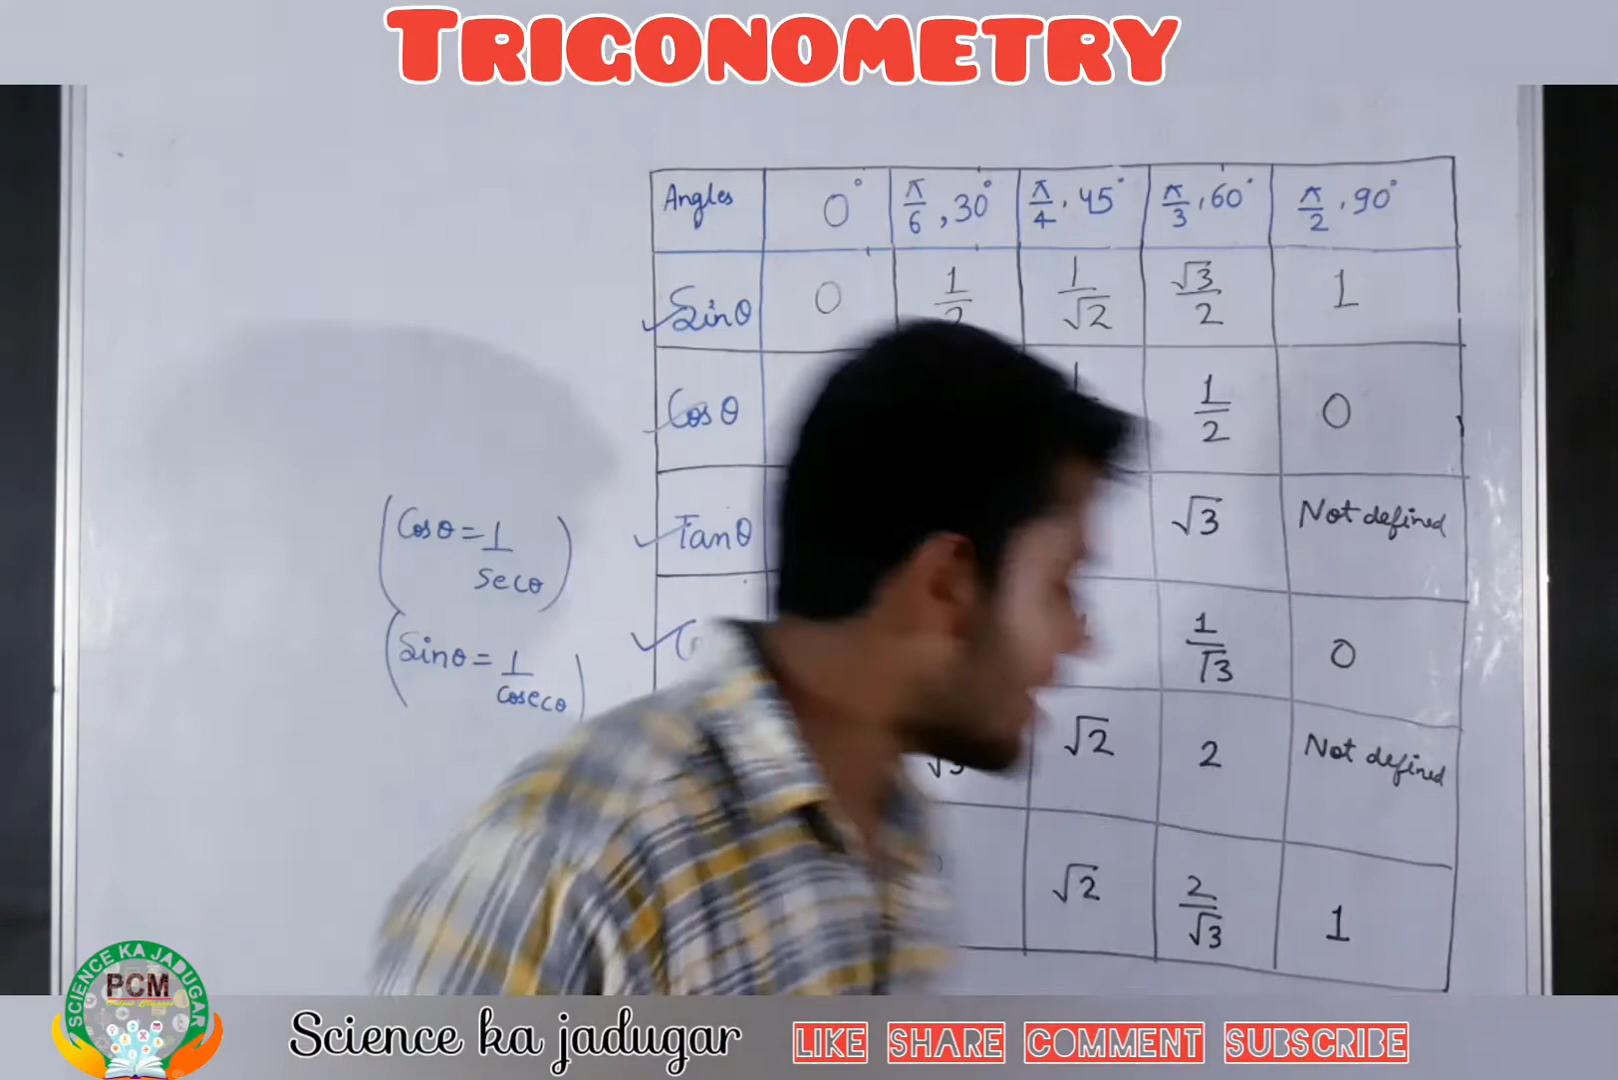 TRIGONOMETRY
Angles 0° π/6, 30° π/4, 45° π/3, 60° π/2, 90°
Sinθ 0 1/2 1/√2 √3/2 1
Cosθ 1/2 0
Tanθ √3 Not defined
1/√3 0
√2 2 Not defined
√2 2/√3 1
(Cosθ = 1/secθ)
(Sinθ = 1/cosecθ)
SCIENCE KA JADUGAR
PCM
Science ka jadugar LIKE SHARE COMMENT SUBSCRIBE